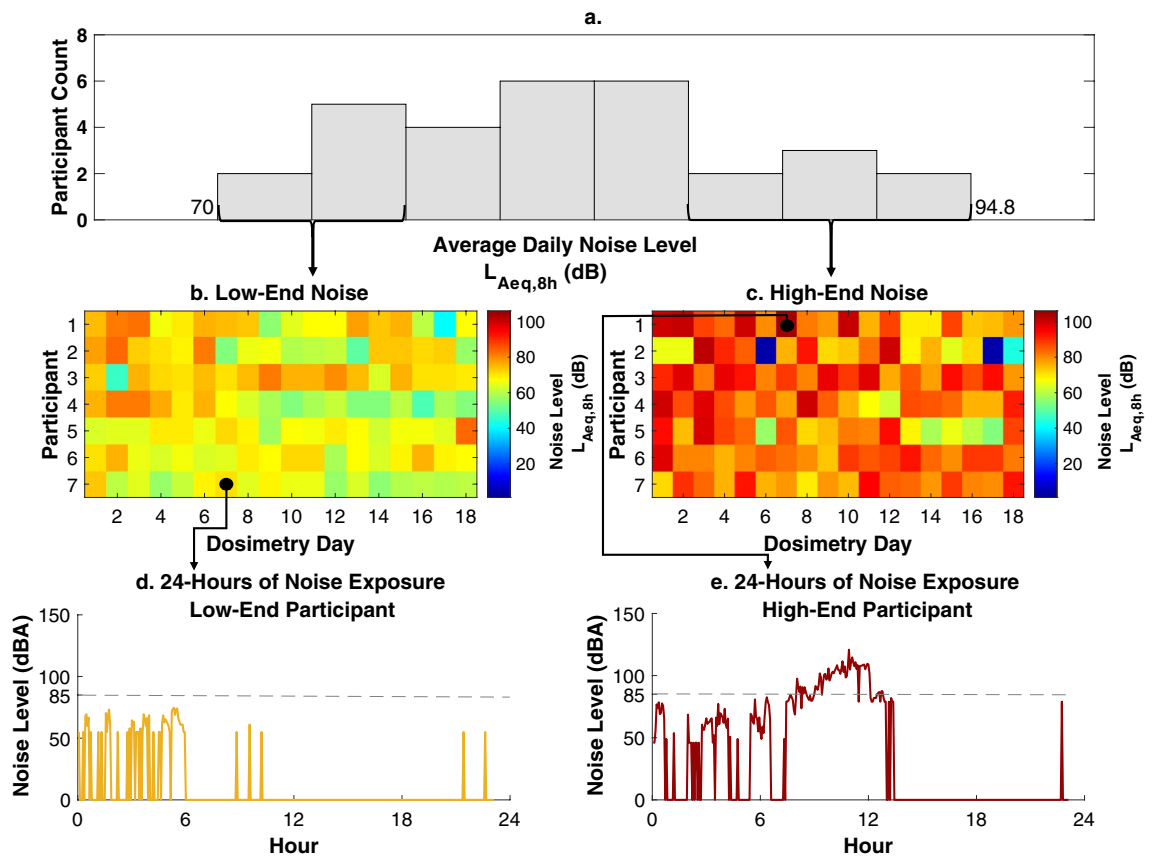 a.
8
6
4
2
0
Participant Count
70
94.8
Average Daily Noise Level
L_Aeq,8h (dB)
b. Low-End Noise
1
2
3
4
5
6
7
Participant
2 4 6 8 10 12 14 16 18
Dosimetry Day
100
80
60
40
20
Noise Level
L_Aeq,8h (dB)
c. High-End Noise
1
2
3
4
5
6
7
Participant
2 4 6 8 10 12 14 16 18
Dosimetry Day
100
80
60
40
20
Noise Level
L_Aeq,8h (dB)
d. 24-Hours of Noise Exposure
Low-End Participant
150
100
85
50
0
Noise Level (dBA)
0 6 12 18 24
Hour
e. 24-Hours of Noise Exposure
High-End Participant
150
100
85
50
0
Noise Level (dBA)
0 6 12 18 24
Hour